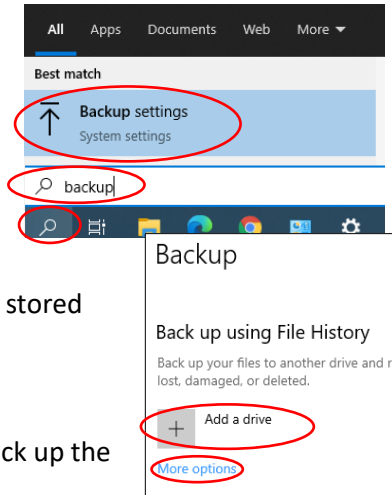 All Apps Documents Web More
Best match
Backup settings
System settings
backup
Backup
stored
Back up using File History
Back up your files to another drive and r
lost, damaged, or deleted.
Add a drive
ck up the
More options